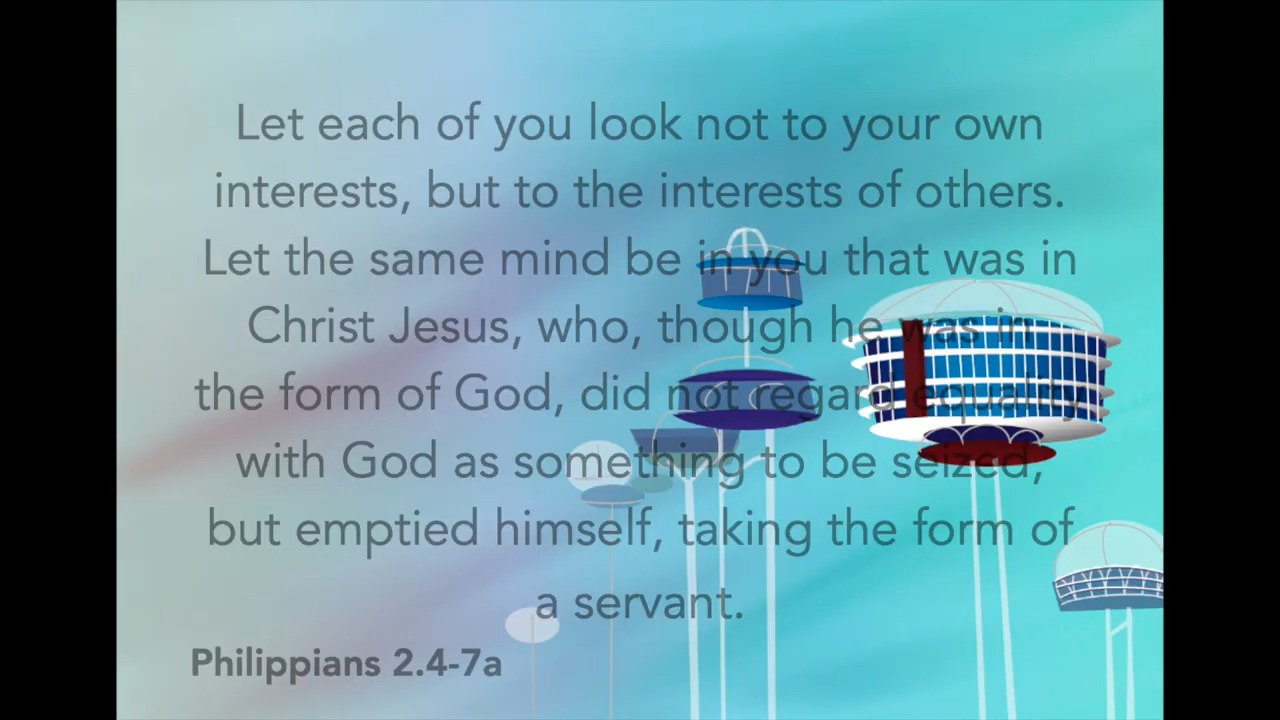 Let each of you look not to your own
interests, but to the interests of others.
Let the same mind be in you that was in
Christ Jesus, who, though he was in
the form of God, did not regard equality
with God as something to be seized,
but emptied himself, taking the form of
a servant.
Philippians 2.4-7a